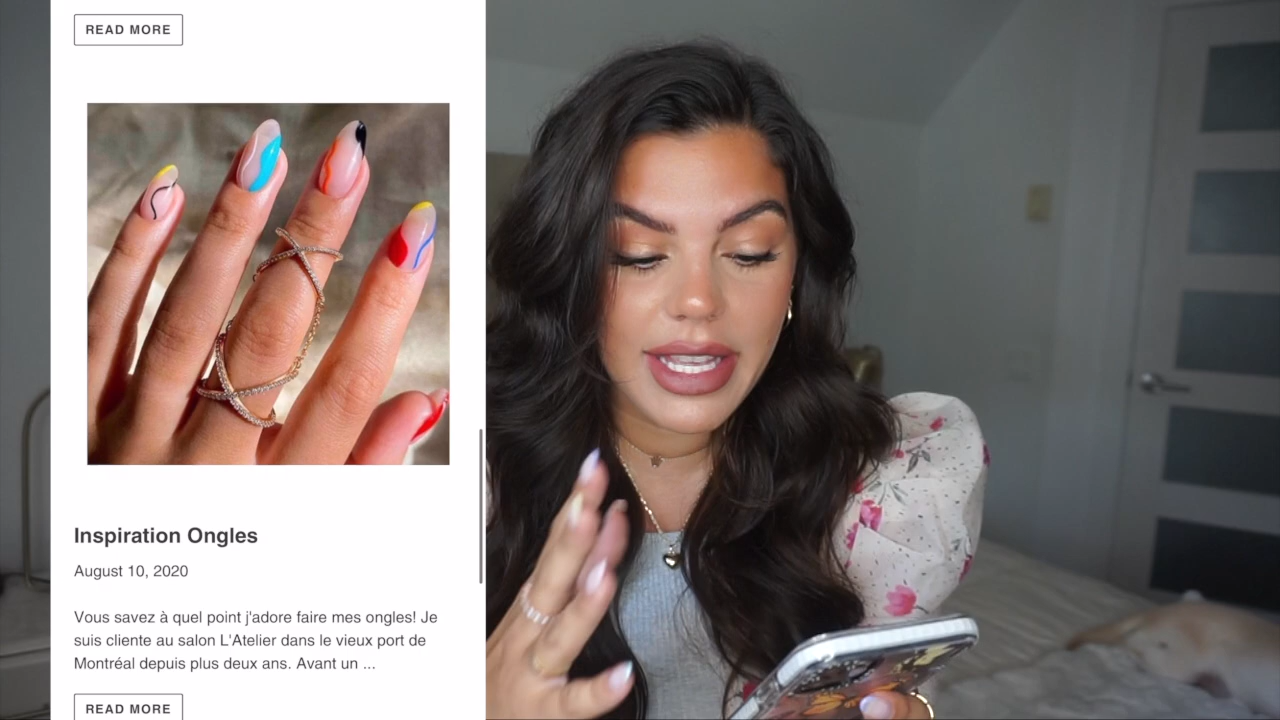 READ MORE
Inspiration Ongles
August 10, 2020
Vous savez à quel point j'adore faire mes ongles! Je
suis cliente au salon L'Atelier dans le vieux port de
Montréal depuis plus deux ans. Avant un ...
READ MORE